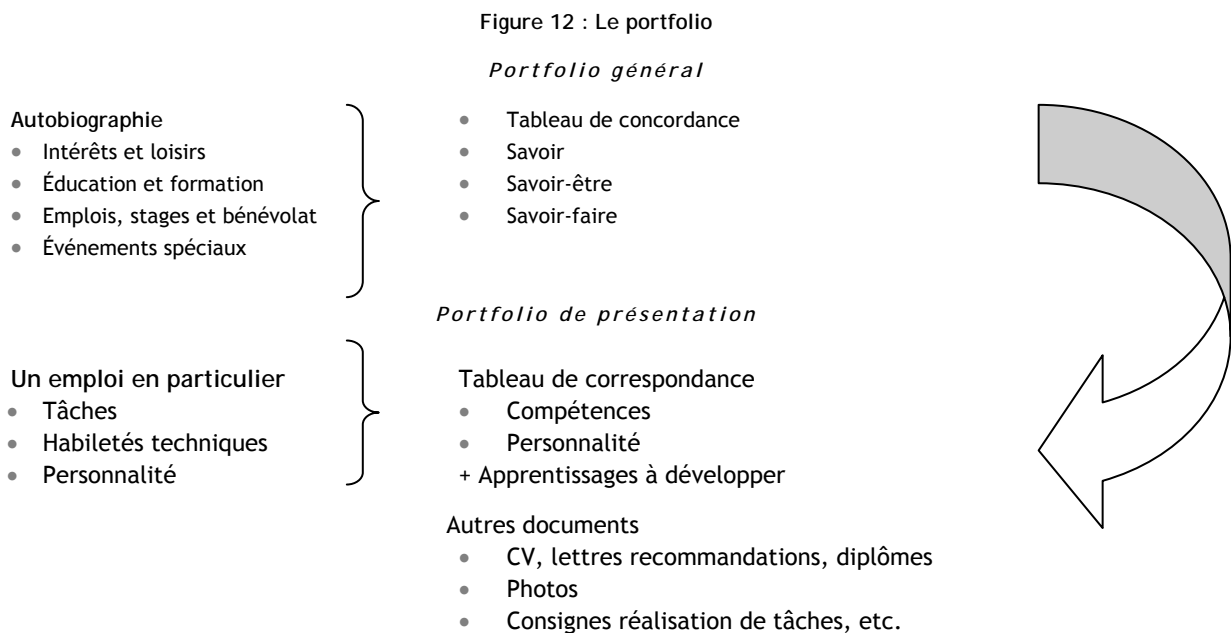 Figure 12 : Le portfolio
Portfolio général
Autobiographie
• Intérêts et loisirs
• Éducation et formation
• Emplois, stages et bénévolat
• Événements spéciaux
• Tableau de concordance
• Savoir
• Savoir-être
• Savoir-faire
Portfolio de présentation
Un emploi en particulier
• Tâches
• Habiletés techniques
• Personnalité
Tableau de correspondance
• Compétences
• Personnalité
+ Apprentissages à développer
Autres documents
• CV, lettres recommandations, diplômes
• Photos
• Consignes réalisation de tâches, etc.